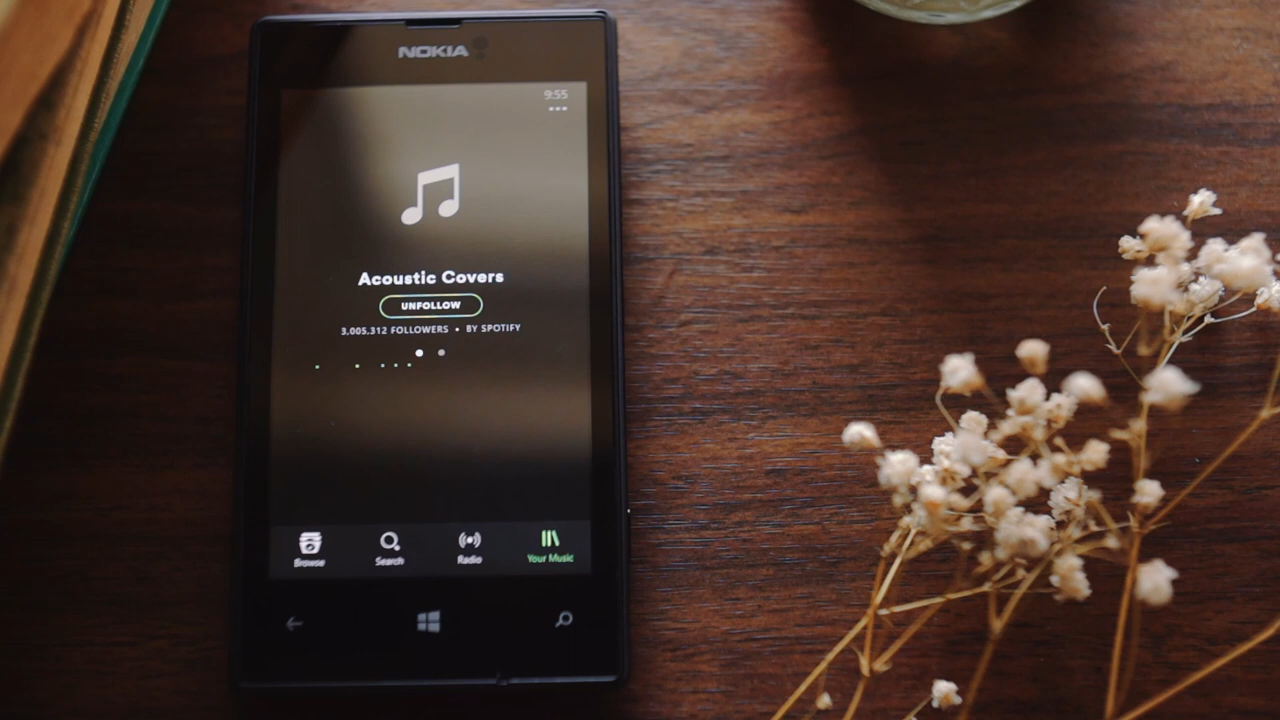 NOKIA
9:55
Acoustic Covers
UNFOLLOW
3,005,312 FOLLOWERS • BY SPOTIFY
Browse Search Radio Your Music